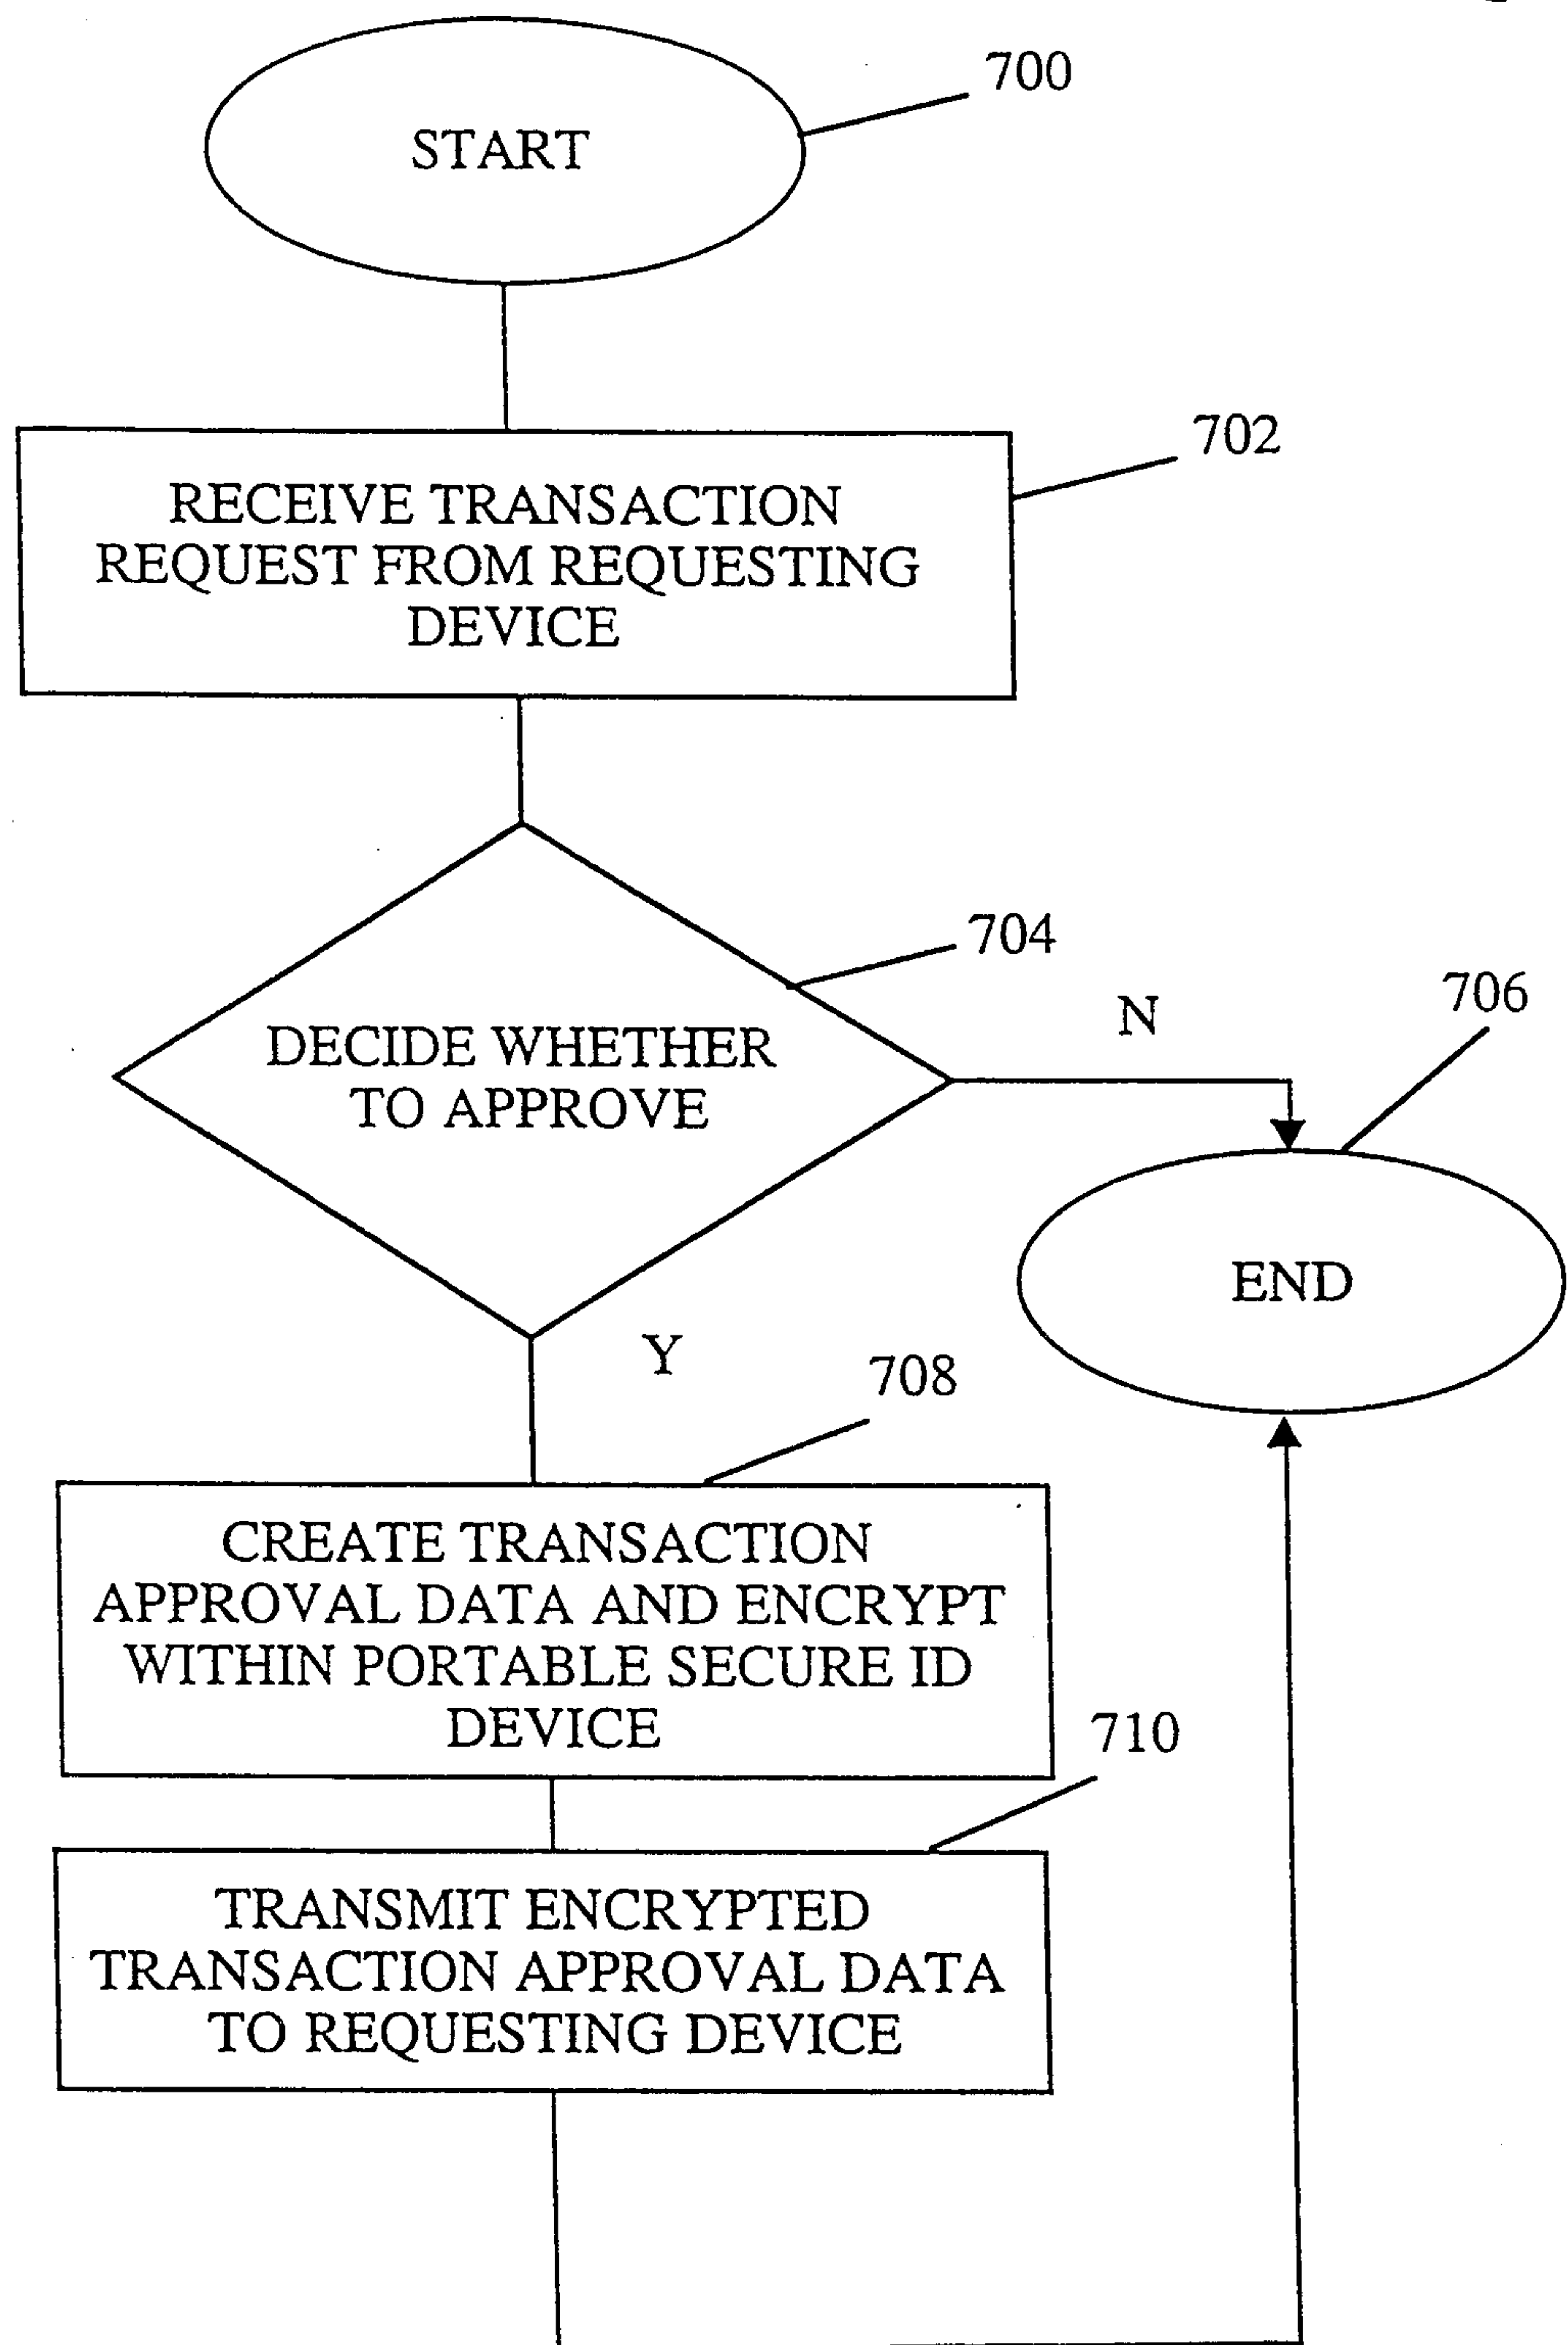 700
START
702
RECEIVE TRANSACTION
REQUEST FROM REQUESTING
DEVICE
704
DECIDE WHETHER
TO APPROVE
N
706
END
Y
708
CREATE TRANSACTION
APPROVAL DATA AND ENCRYPT
WITHIN PORTABLE SECURE ID
DEVICE
710
TRANSMIT ENCRYPTED
TRANSACTION APPROVAL DATA
TO REQUESTING DEVICE